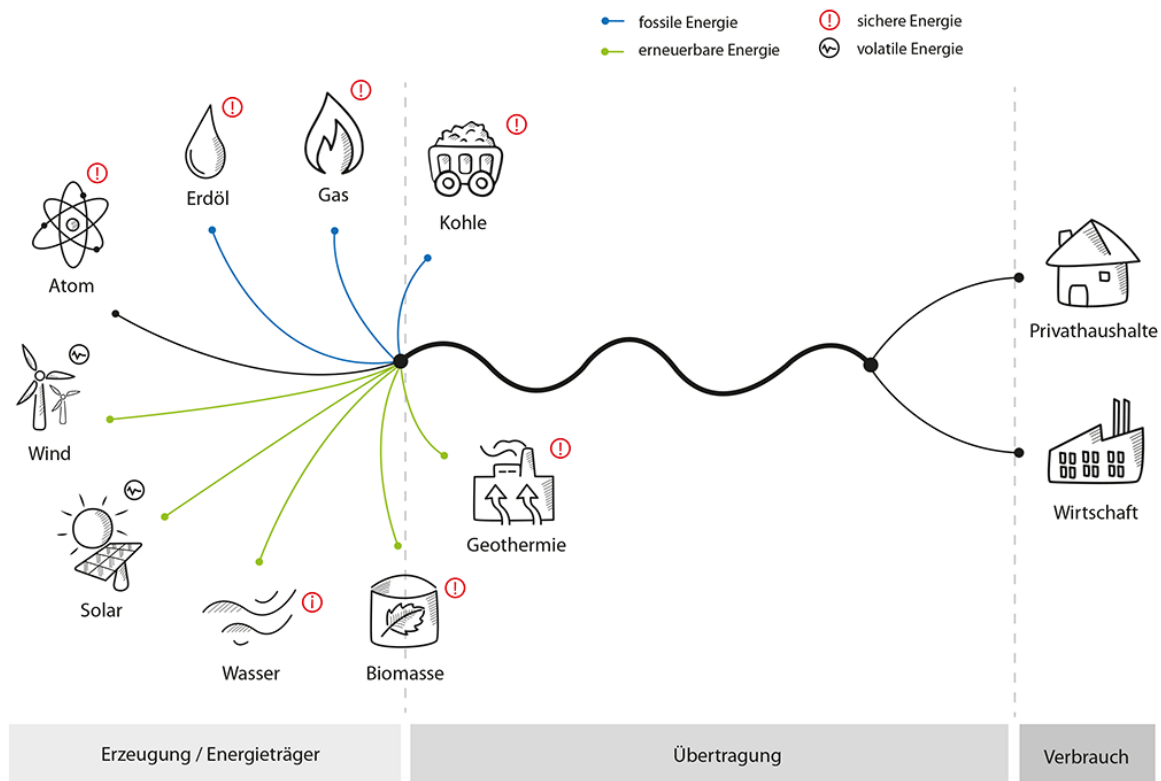 fossile Energie
sichere Energie
erneuerbare Energie
volatile Energie
Erdöl
Gas
Kohle
Atom
Privathaushalte
Wind
Wirtschaft
Geothermie
Solar
Wasser
Biomasse
Erzeugung / Energieträger
Übertragung
Verbrauch